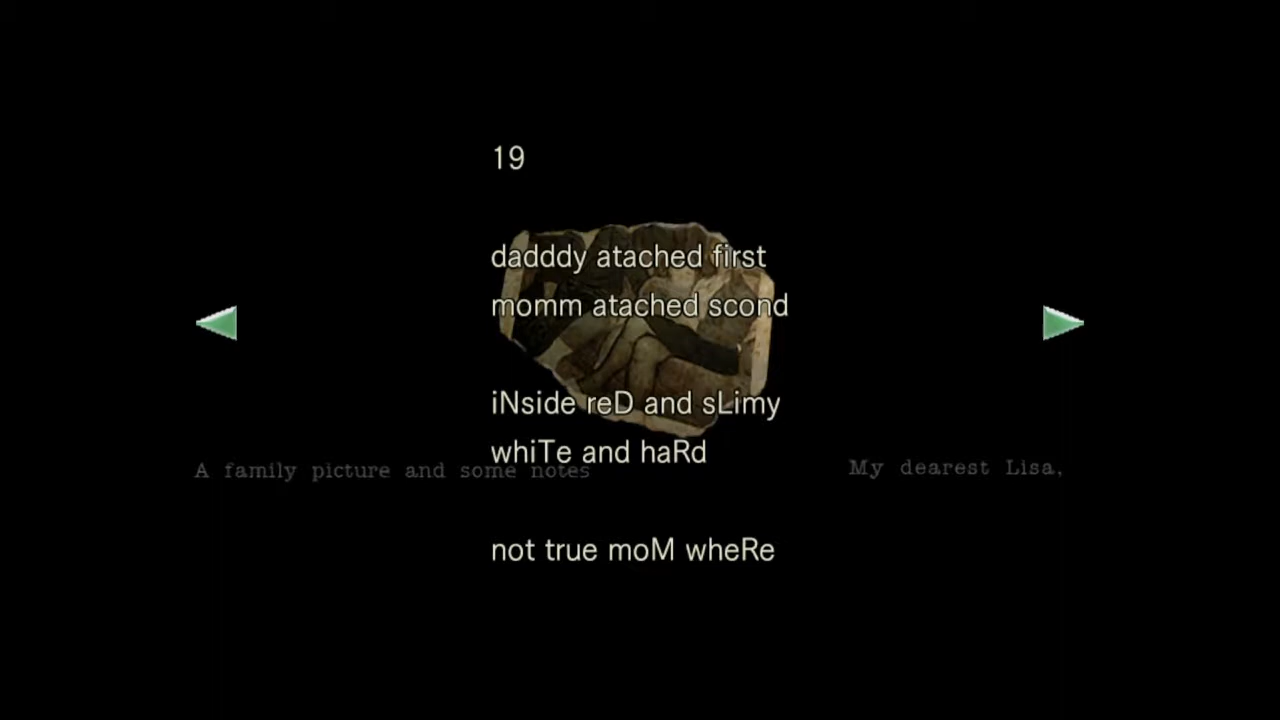 19
dadddy atached first
momm atached scond
iNside reD and sLimy
whiTe and haRd
A family picture and some notes
My dearest Lisa,
not true moM wheRe